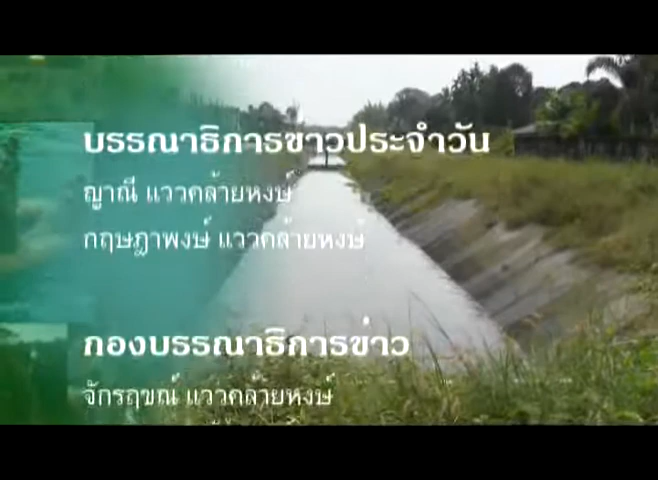 บรรณาธิการขาวประจำวัน
ญาณี แววคล้ายหงษ์
กฤษฎาพงษ์ แววคล้ายหงษ์
กองบรรณาธิการข่าว
จักรฤขณ์ แววคล้ายหงษ์